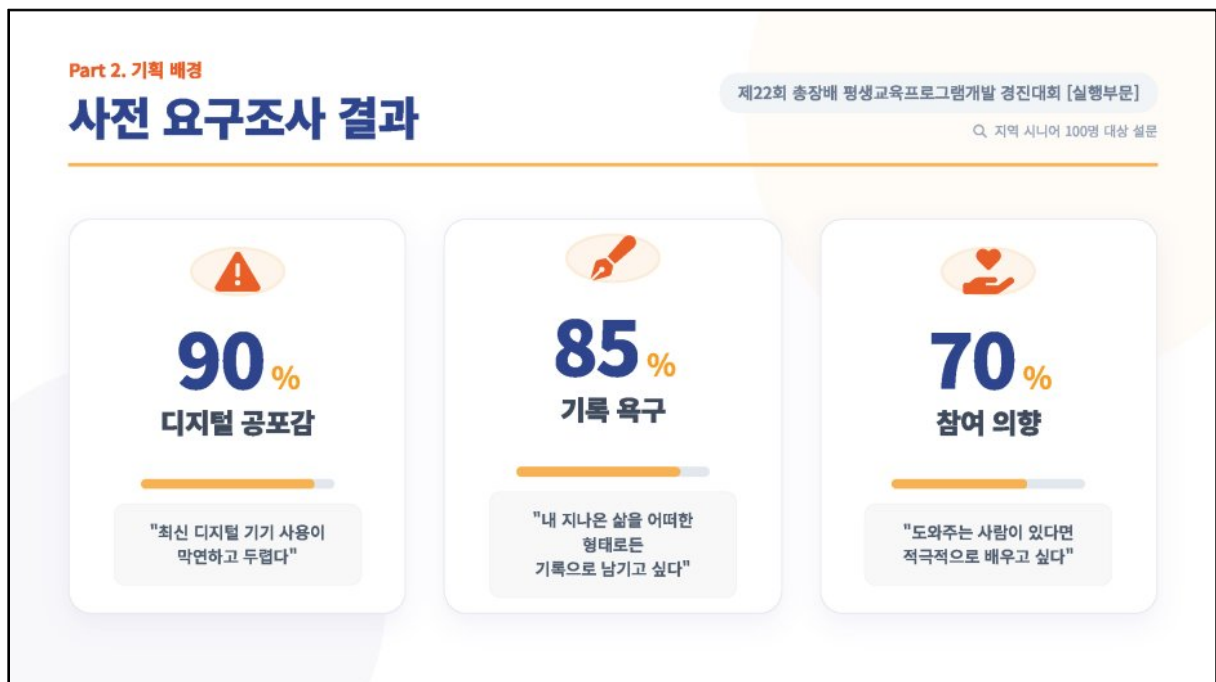 Part 2. 기획 배경
사전 요구조사 결과
제22회 총장배 평생교육프로그램개발 경진대회 [실행부문]
지역 시니어 100명 대상 설문
90%
디지털 공포감
"최신 디지털 기기 사용이
막연하고 두렵다"
85%
기록 욕구
"내 지나온 삶을 어떠한
형태로든
기록으로 남기고 싶다"
70%
참여 의향
"도와주는 사람이 있다면
적극적으로 배우고 싶다"